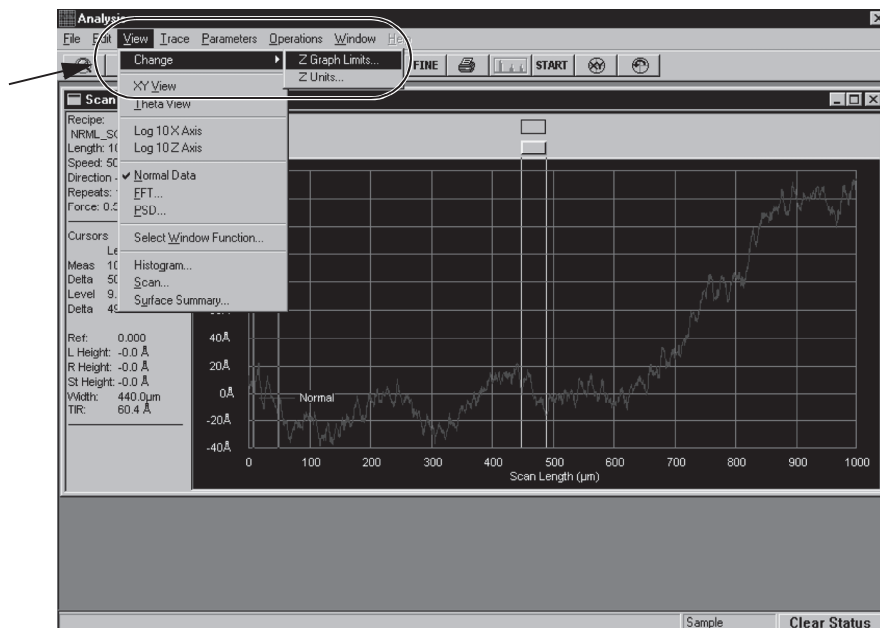 Analysis
File Edit View Trace Parameters Operations Window Help
FINE START XY
Change
Z Graph Limits...
Z Units...
XY View
Theta View
Log 10 X Axis
Log 10 Z Axis
Normal Data
FFT...
PSD...
Select Window Function...
Histogram...
Scan...
Surface Summary...
Scan
Recipe:
Length:
Speed:
Direction
Repeats:
Force:
Cursors
Meas
Delta
Level
Delta
Ref: 0.000
L Height: -0.0 Å
R Height: -0.0 Å
St Height: -0.0 Å
Width: 440.0µm
TIR: 60.4 Å
40Å
20Å
0Å
-20Å
-40Å
Normal
0 100 200 300 400 500 600 700 800 900 1000
Scan Length (µm)
Sample Clear Status